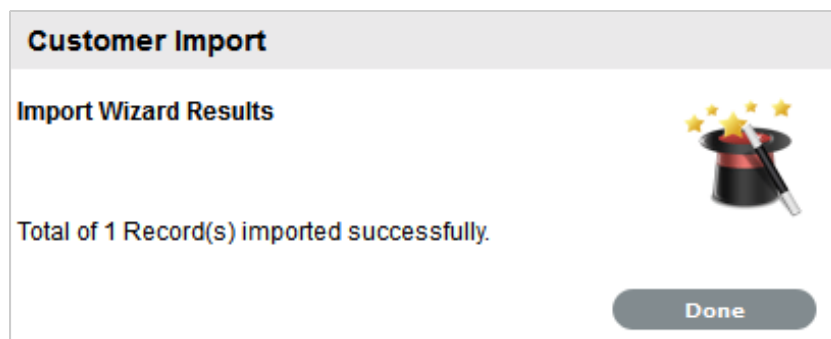 Customer Import
Import Wizard Results
Total of 1 Record(s) imported successfully.
Done